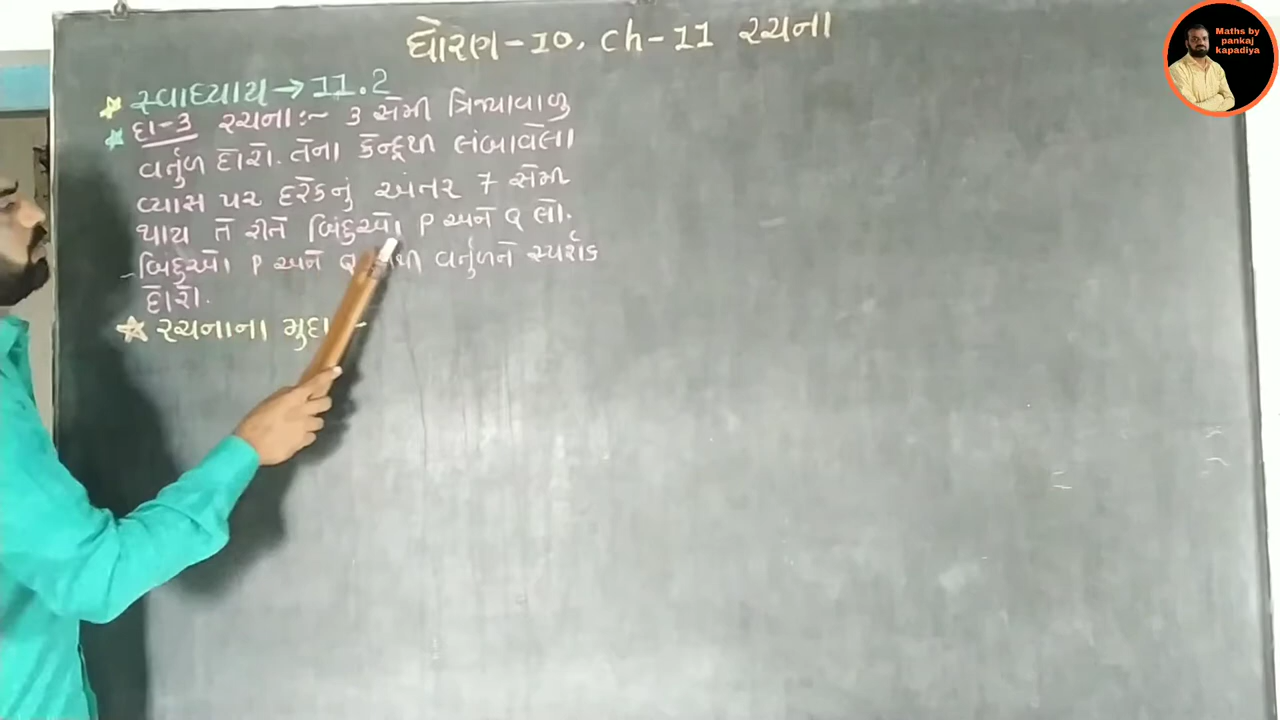 ધોરણ-10, ch-11 રચના
Maths by
pankaj
kapadiya
સ્વાધ્યાય → 11.2
દા-3 રચના:- 3 સેમી ત્રિજ્યાવાળુ
વર્તુળ દોરો. તેના કેન્દ્રથી લંબાવેલા
વ્યાસ પર દરેકનું અંતર 7 સેમી
થાય તે રીતે બિંદુઓ P અને Q લો.
બિંદુઓ P અને Q વર્તુળને સ્પર્શક
દોરો.
રચનાના